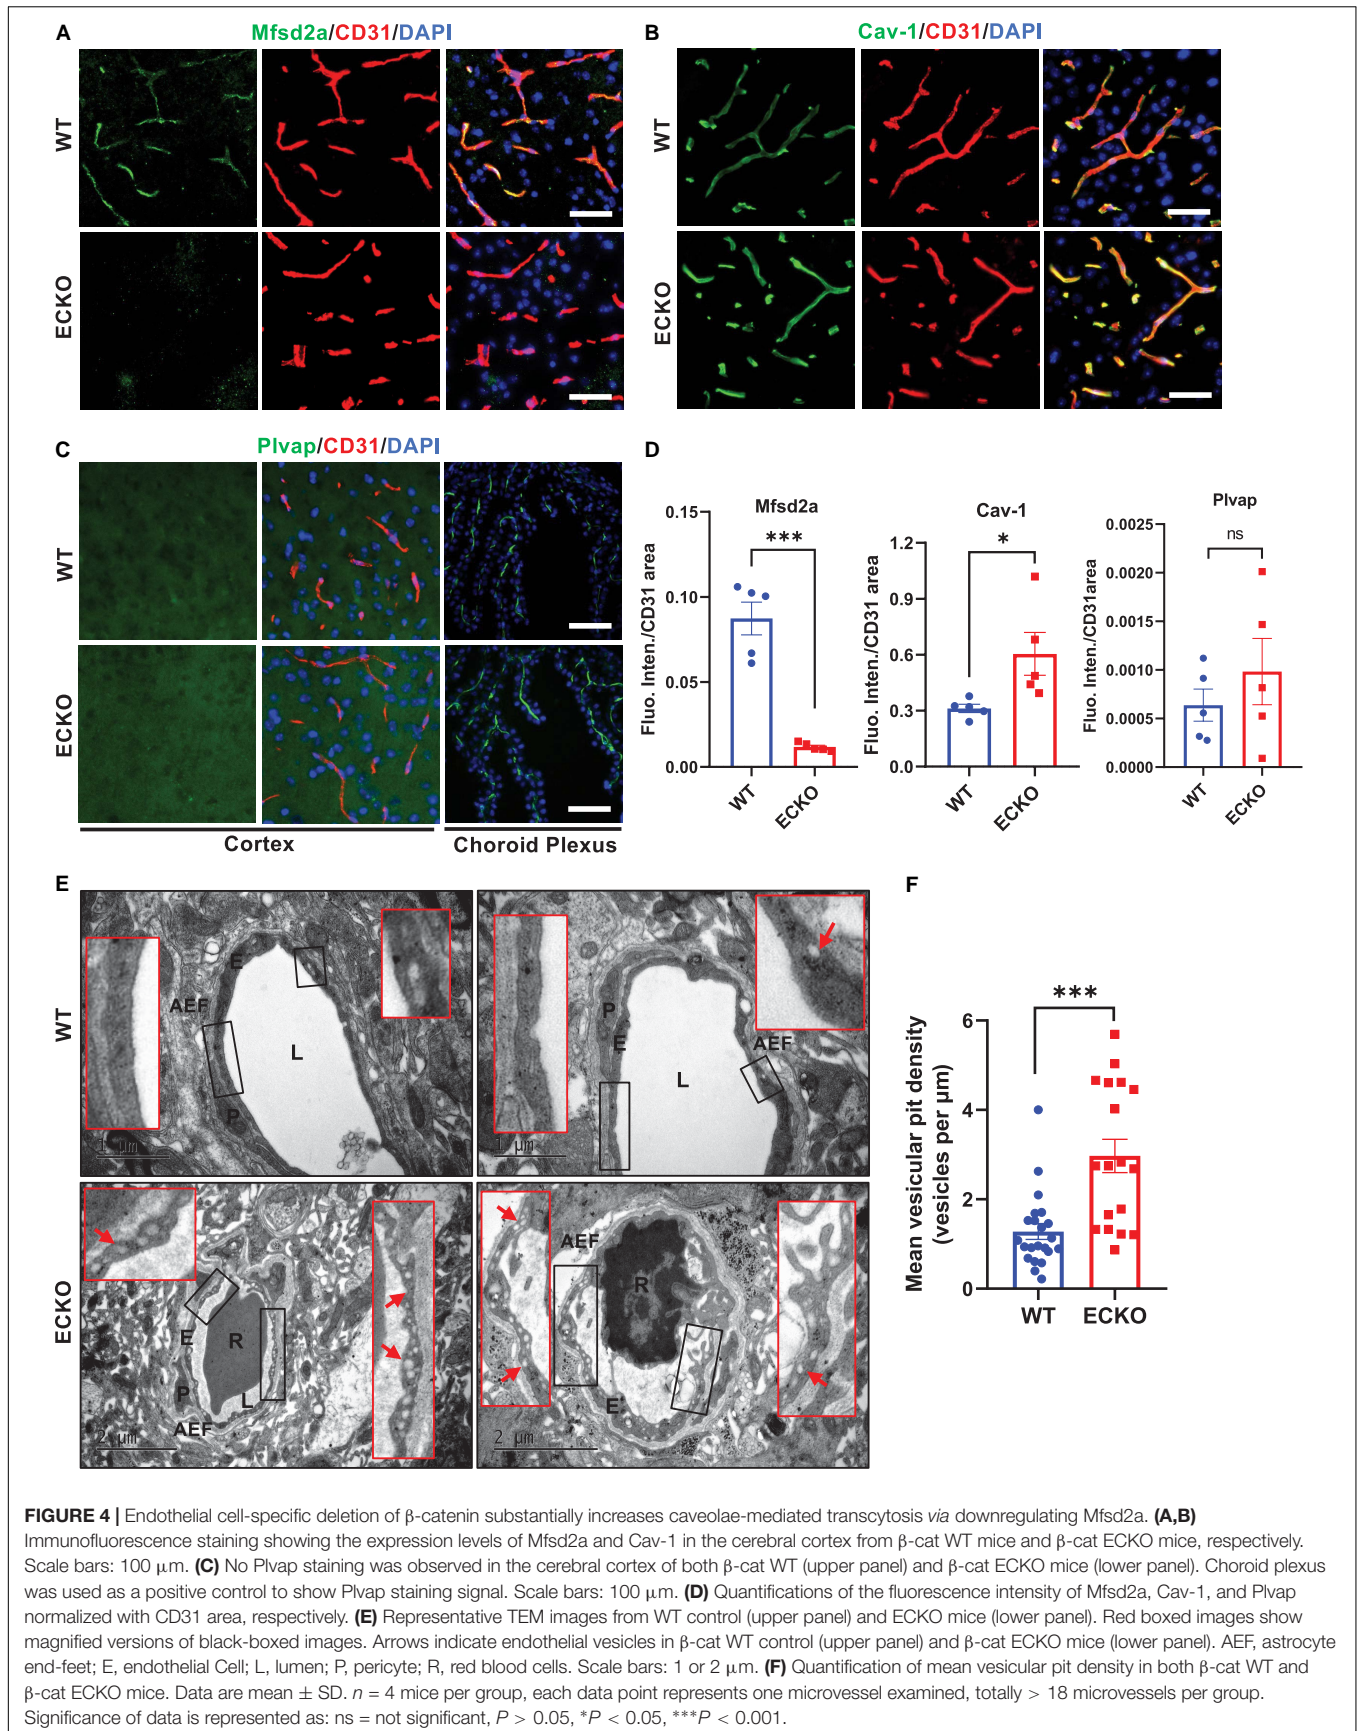 A
Mfsd2a/CD31/DAPI
WT
ECKO
B
Cav-1/CD31/DAPI
WT
ECKO
C
Plvap/CD31/DAPI
WT
ECKO
Cortex
Choroid Plexus
D
Mfsd2a
Fluo. Inten./CD31 area
0.15
0.10
0.05
0.00
***
WT
ECKO
Cav-1
Fluo. Inten./CD31 area
1.2
0.9
0.6
0.3
0.0
*
WT
ECKO
Plvap
Fluo. Inten./CD31area
0.0025
0.0020
0.0015
0.0010
0.0005
0.0000
ns
WT
ECKO
E
WT
E
AEF
L
P
1 μm
P
E
AEF
L
1 μm
ECKO
E
R
P
L
AEF
2 μm
AEF
R
E
2 μm
F
Mean vesicular pit density
(vesicles per μm)
6
4
2
0
***
WT
ECKO
FIGURE 4 | Endothelial cell-specific deletion of β-catenin substantially increases caveolae-mediated transcytosis via downregulating Mfsd2a. (A,B)
Immunofluorescence staining showing the expression levels of Mfsd2a and Cav-1 in the cerebral cortex from β-cat WT mice and β-cat ECKO mice, respectively.
Scale bars: 100 μm. (C) No Plvap staining was observed in the cerebral cortex of both β-cat WT (upper panel) and β-cat ECKO mice (lower panel). Choroid plexus
was used as a positive control to show Plvap staining signal. Scale bars: 100 μm. (D) Quantifications of the fluorescence intensity of Mfsd2a, Cav-1, and Plvap
normalized with CD31 area, respectively. (E) Representative TEM images from WT control (upper panel) and ECKO mice (lower panel). Red boxed images show
magnified versions of black-boxed images. Arrows indicate endothelial vesicles in β-cat WT control (upper panel) and β-cat ECKO mice (lower panel). AEF, astrocyte
end-feet; E, endothelial Cell; L, lumen; P, pericyte; R, red blood cells. Scale bars: 1 or 2 μm. (F) Quantification of mean vesicular pit density in both β-cat WT and
β-cat ECKO mice. Data are mean ± SD. n = 4 mice per group, each data point represents one microvessel examined, totally > 18 microvessels per group.
Significance of data is represented as: ns = not significant, P > 0.05, *P < 0.05, ***P < 0.001.